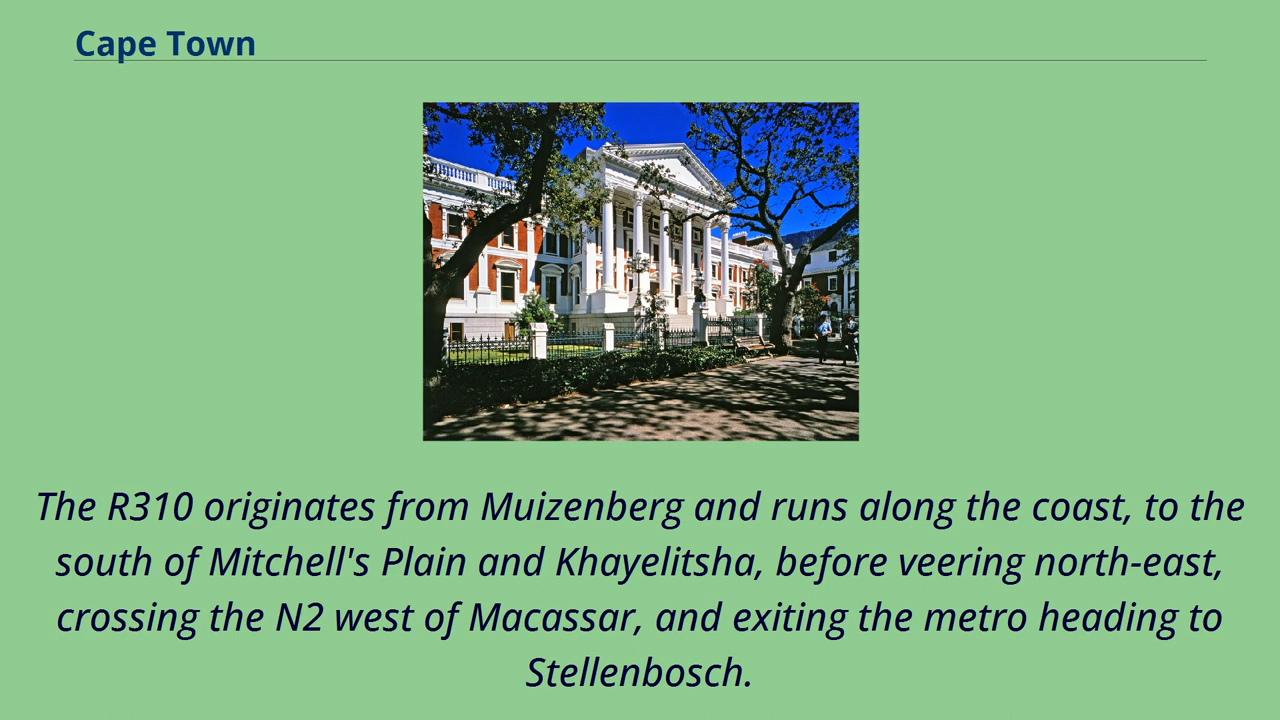 Cape Town
The R310 originates from Muizenberg and runs along the coast, to the
south of Mitchell's Plain and Khayelitsha, before veering north-east,
crossing the N2 west of Macassar, and exiting the metro heading to
Stellenbosch.